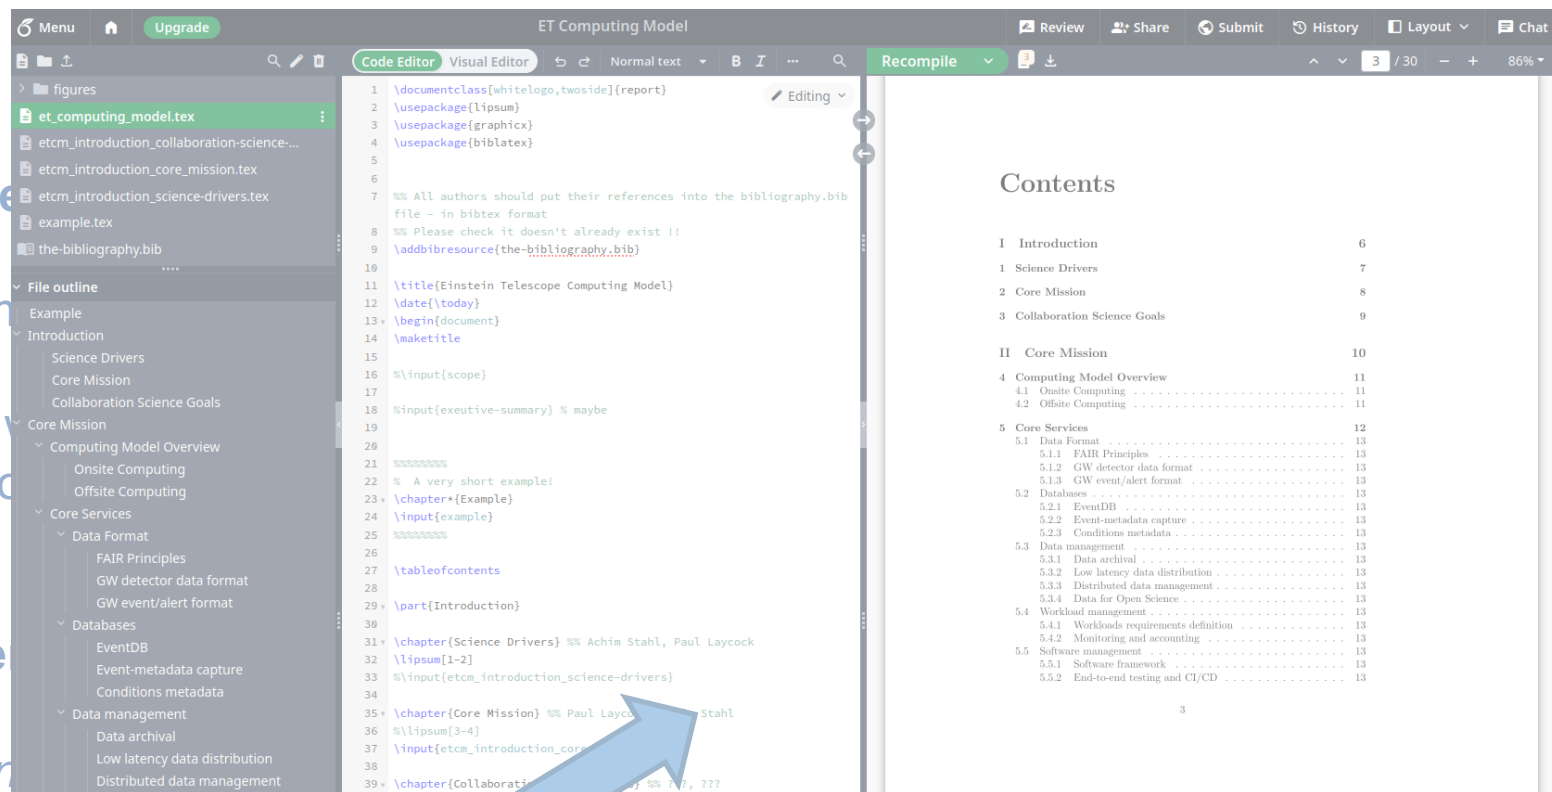 Menu Upgrade ET Computing Model Review Share Submit History Layout Chat
Code Editor Visual Editor Normal text B I ... Recompile 3 3 / 30 − + 86%
figures
et_computing_model.tex
etcm_introduction_collaboration-science-...
etcm_introduction_core_mission.tex
etcm_introduction_science-drivers.tex
example.tex
the-bibliography.bib
File outline
Example
Introduction
Science Drivers
Core Mission
Collaboration Science Goals
Core Mission
Computing Model Overview
Onsite Computing
Offsite Computing
Core Services
Data Format
FAIR Principles
GW detector data format
GW event/alert format
Databases
EventDB
Event-metadata capture
Conditions metadata
Data management
Data archival
Low latency data distribution
Distributed data management
Editing
1 \documentclass[whitelogo,twoside]{report}
2 \usepackage{lipsum}
3 \usepackage{graphicx}
4 \usepackage{biblatex}
5
6
7 %% All authors should put their references into the bibliography.bib
file - in bibtex format
8 %% Please check it doesn't already exist !!
9 \addbibresource{the-bibliography.bib}
10
11 \title{Einstein Telescope Computing Model}
12 \date{\today}
13 \begin{document}
14 \maketitle
15
16 %\input{scope}
17
18 %input{exeutive-summary} % maybe
19
20
21 %%%%%%%%
22 % A very short example!
23 \chapter*{Example}
24 \input{example}
25 %%%%%%%%
26
27 \tableofcontents
28
29 \part{Introduction}
30
31 \chapter{Science Drivers} %% Achim Stahl, Paul Laycock
32 \lipsum[1-2]
33 %\input{etcm_introduction_science-drivers}
34
35 \chapter{Core Mission} %% Paul Stahl
36 %\lipsum[3-4]
37 \input{etcm_introduction_core
38
39 \chapter{Collaborati } %% ???, ???
Contents
I Introduction 6
1 Science Drivers 7
2 Core Mission 8
3 Collaboration Science Goals 9
II Core Mission 10
4 Computing Model Overview 11
4.1 Onsite Computing 11
4.2 Offsite Computing 11
5 Core Services 12
5.1 Data Format 13
5.1.1 FAIR Principles 13
5.1.2 GW detector data format 13
5.1.3 GW event/alert format 13
5.2 Databases 13
5.2.1 EventDB 13
5.2.2 Event-metadata capture 13
5.2.3 Conditions metadata 13
5.3 Data management 13
5.3.1 Data archival 13
5.3.2 Low latency data distribution 13
5.3.3 Distributed data management 13
5.3.4 Data for Open Science 13
5.4 Workload management 13
5.4.1 Workloads requirements definition 13
5.4.2 Monitoring and accounting 13
5.5 Software management 13
5.5.1 Software framework 13
5.5.2 End-to-end testing and CI/CD 13
3